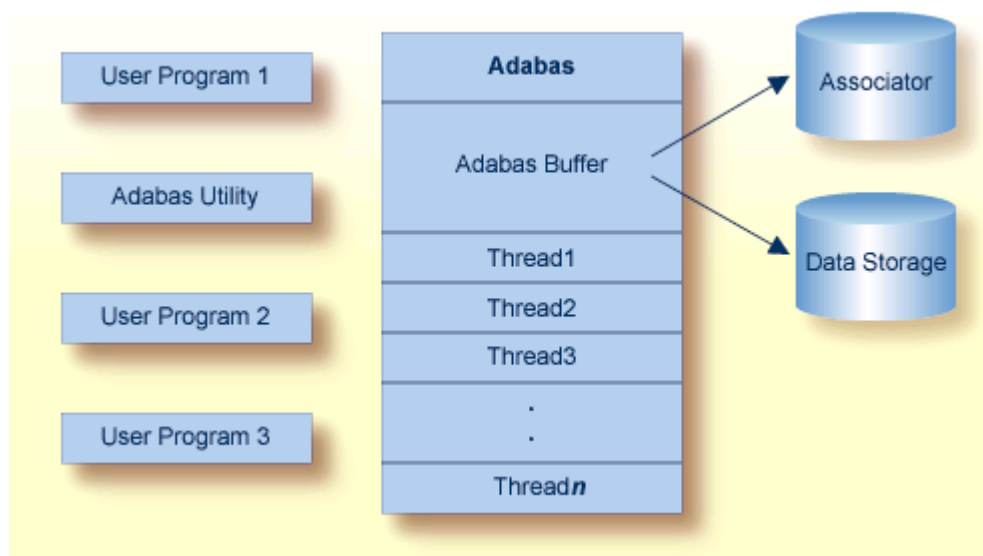 User Program 1
Adabas Utility
User Program 2
User Program 3
Adabas
Adabas Buffer
Thread1
Thread2
Thread3
.
.
Threadn
Associator
Data Storage